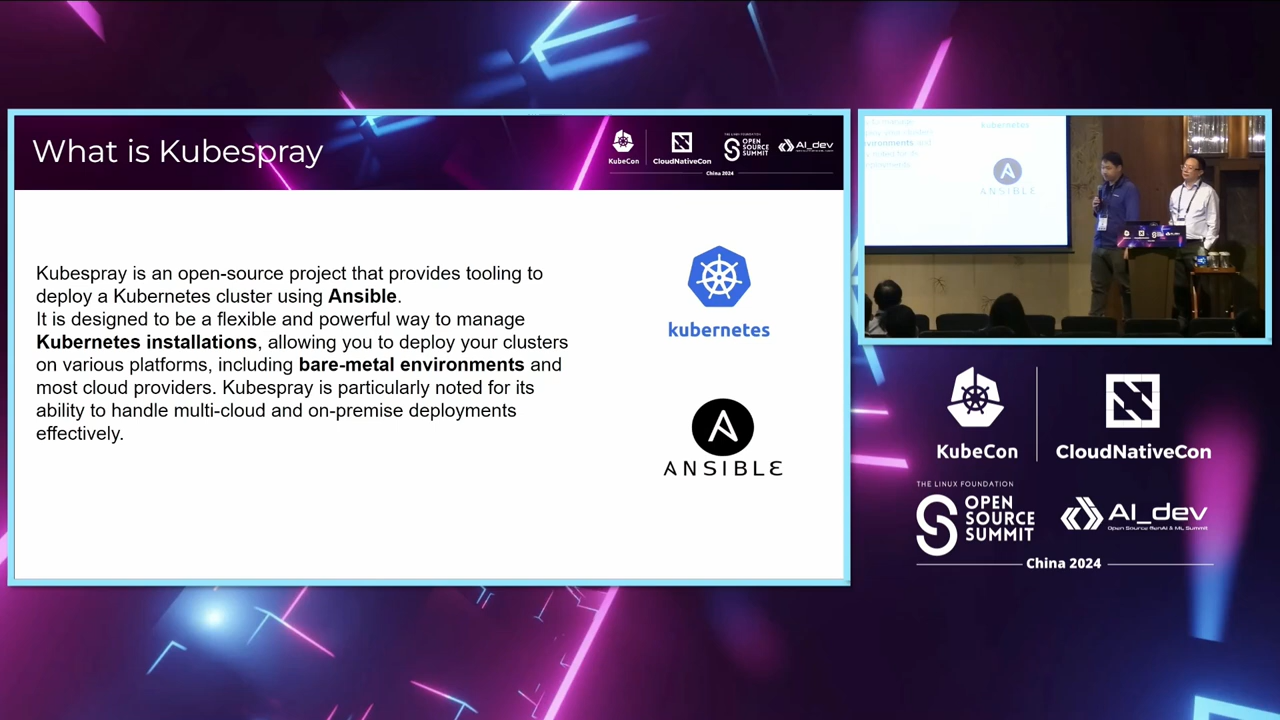 What is Kubespray
KubeCon
CloudNativeCon
THE LINUX FOUNDATION
OPEN
SOURCE
SUMMIT
AI_dev
China 2024
Kubespray is an open-source project that provides tooling to
deploy a Kubernetes cluster using Ansible.
It is designed to be a flexible and powerful way to manage
Kubernetes installations, allowing you to deploy your clusters
on various platforms, including bare-metal environments and
most cloud providers. Kubespray is particularly noted for its
ability to handle multi-cloud and on-premise deployments
effectively.
kubernetes
ANSIBLE
kubernetes
ANSIBLE
KubeCon
CloudNativeCon
THE LINUX FOUNDATION
OPEN
SOURCE
SUMMIT
AI_dev
Open Source GenAI & ML Summit
China 2024